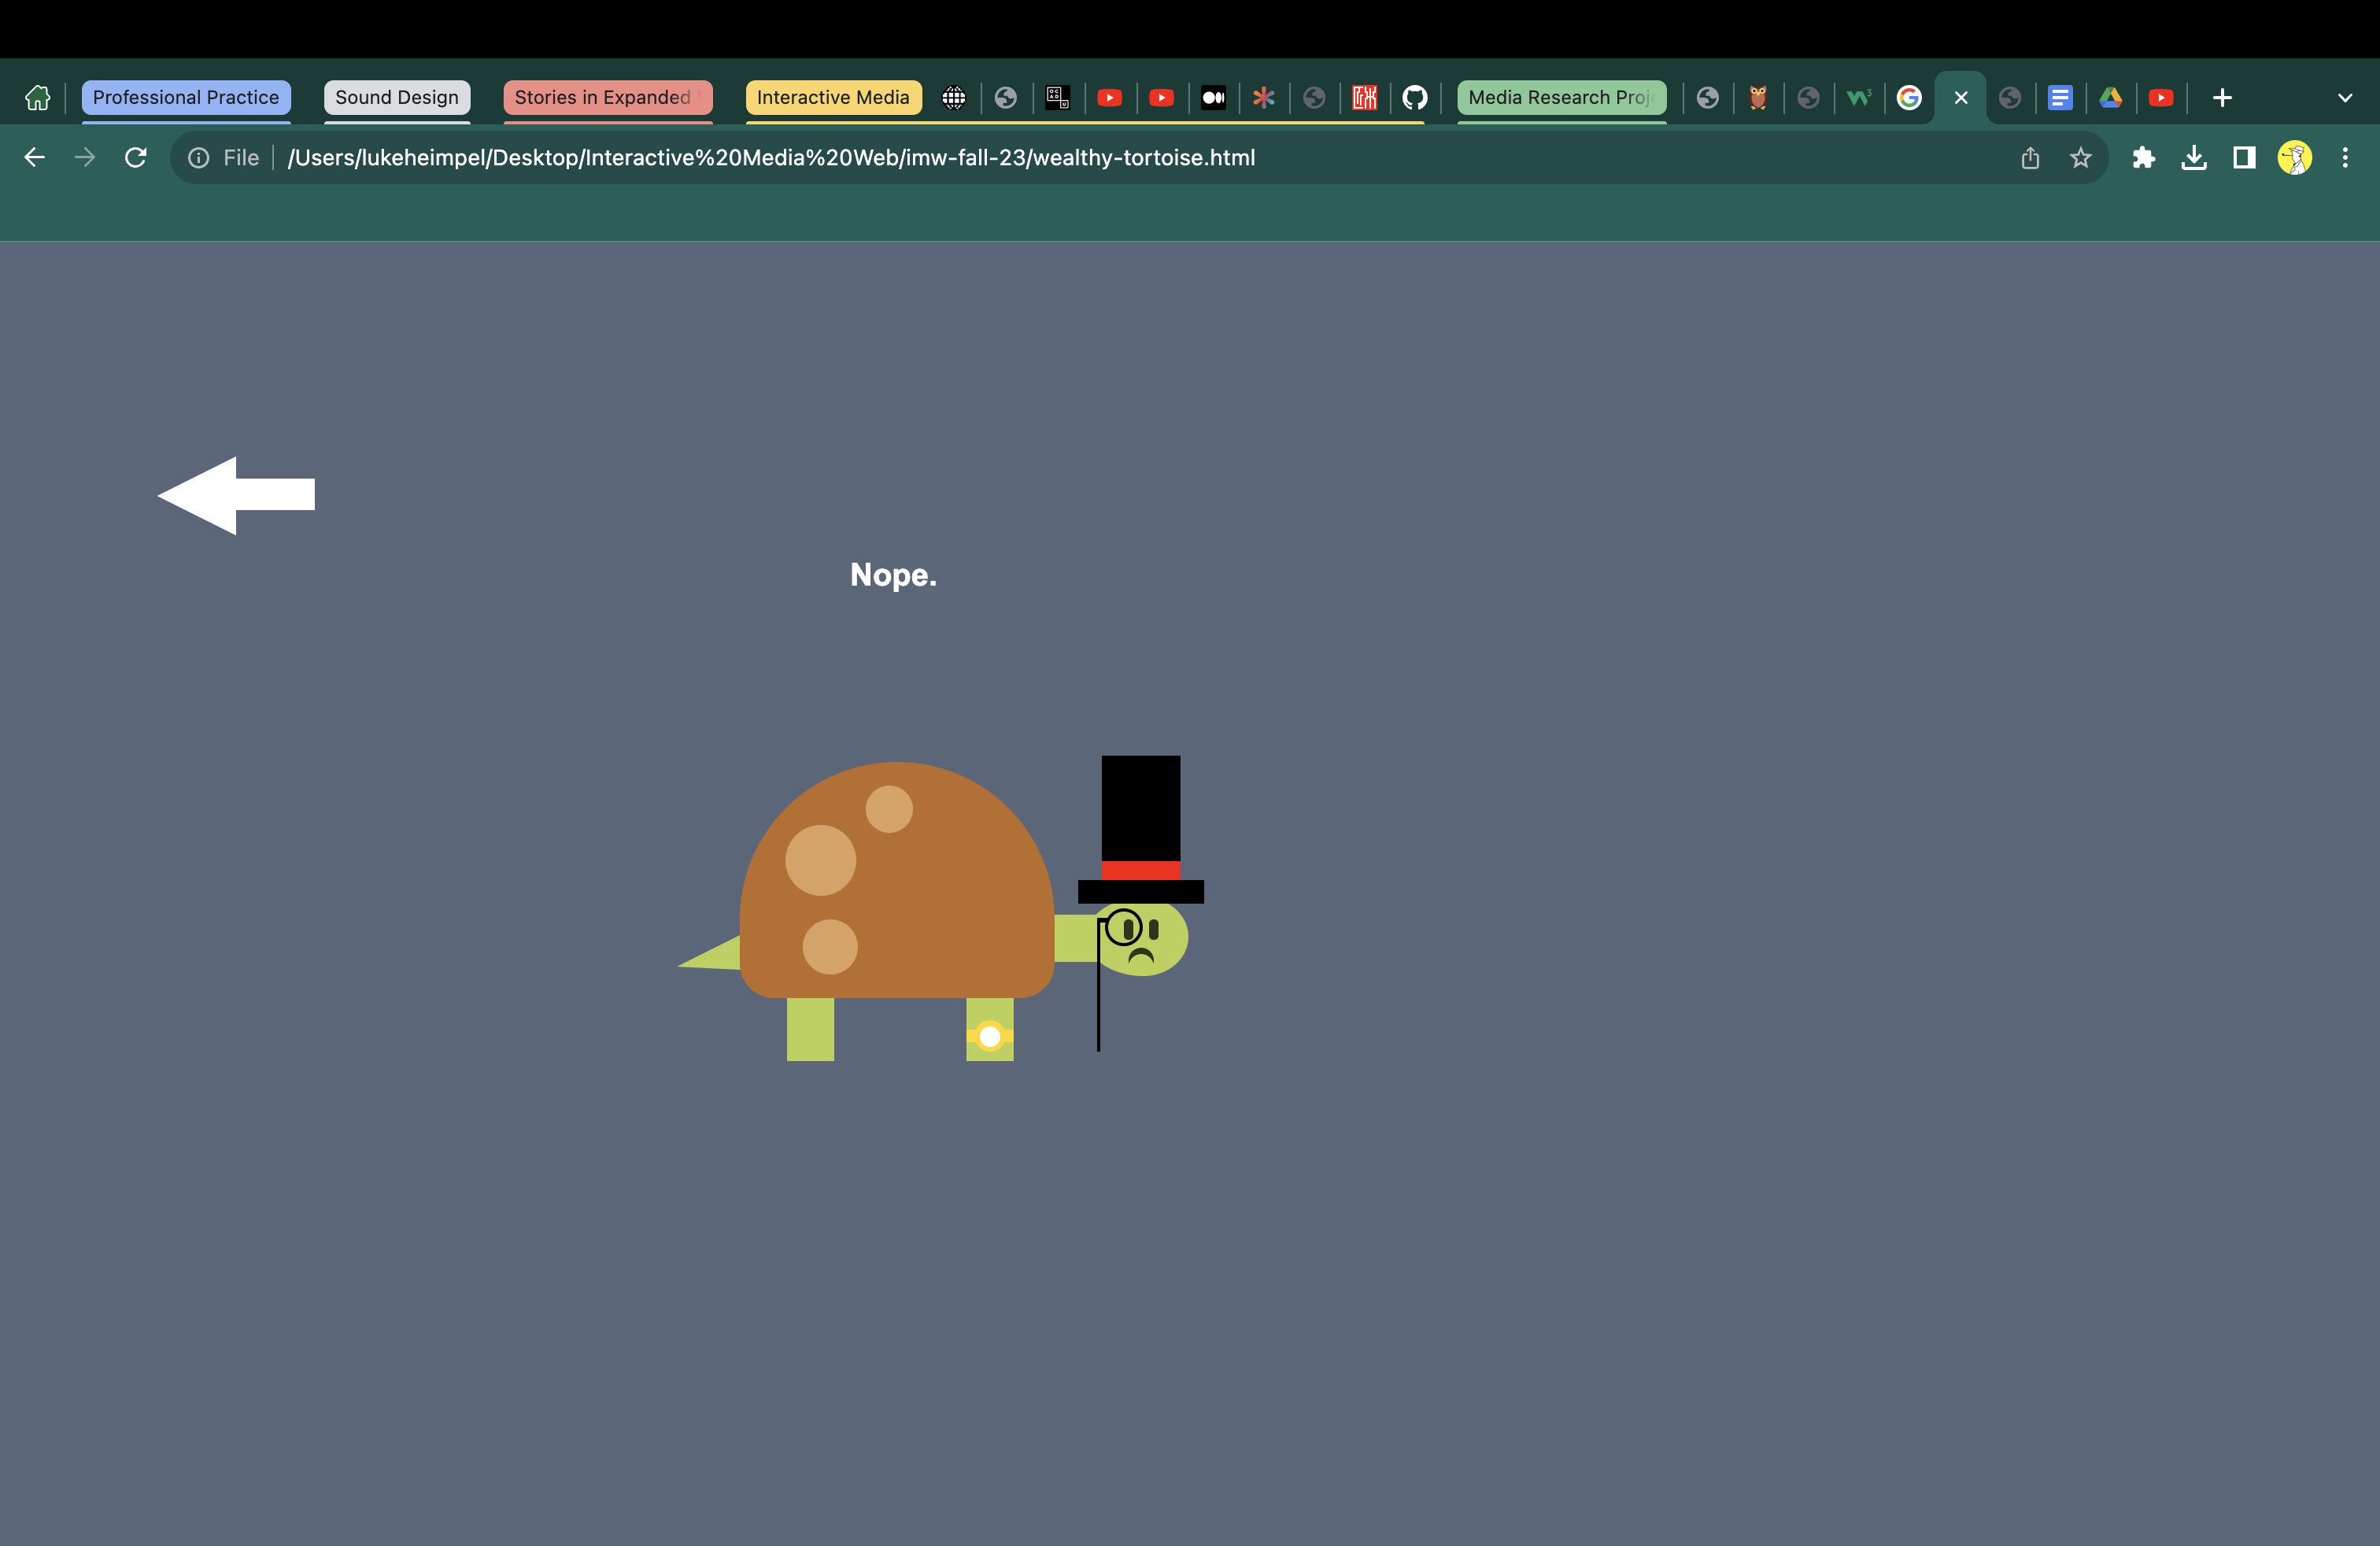 Professional Practice
Sound Design
Stories in Expanded
Interactive Media
Media Research Proj
File
/Users/lukeheimpel/Desktop/Interactive%20Media%20Web/imw-fall-23/wealthy-tortoise.html
Nope.